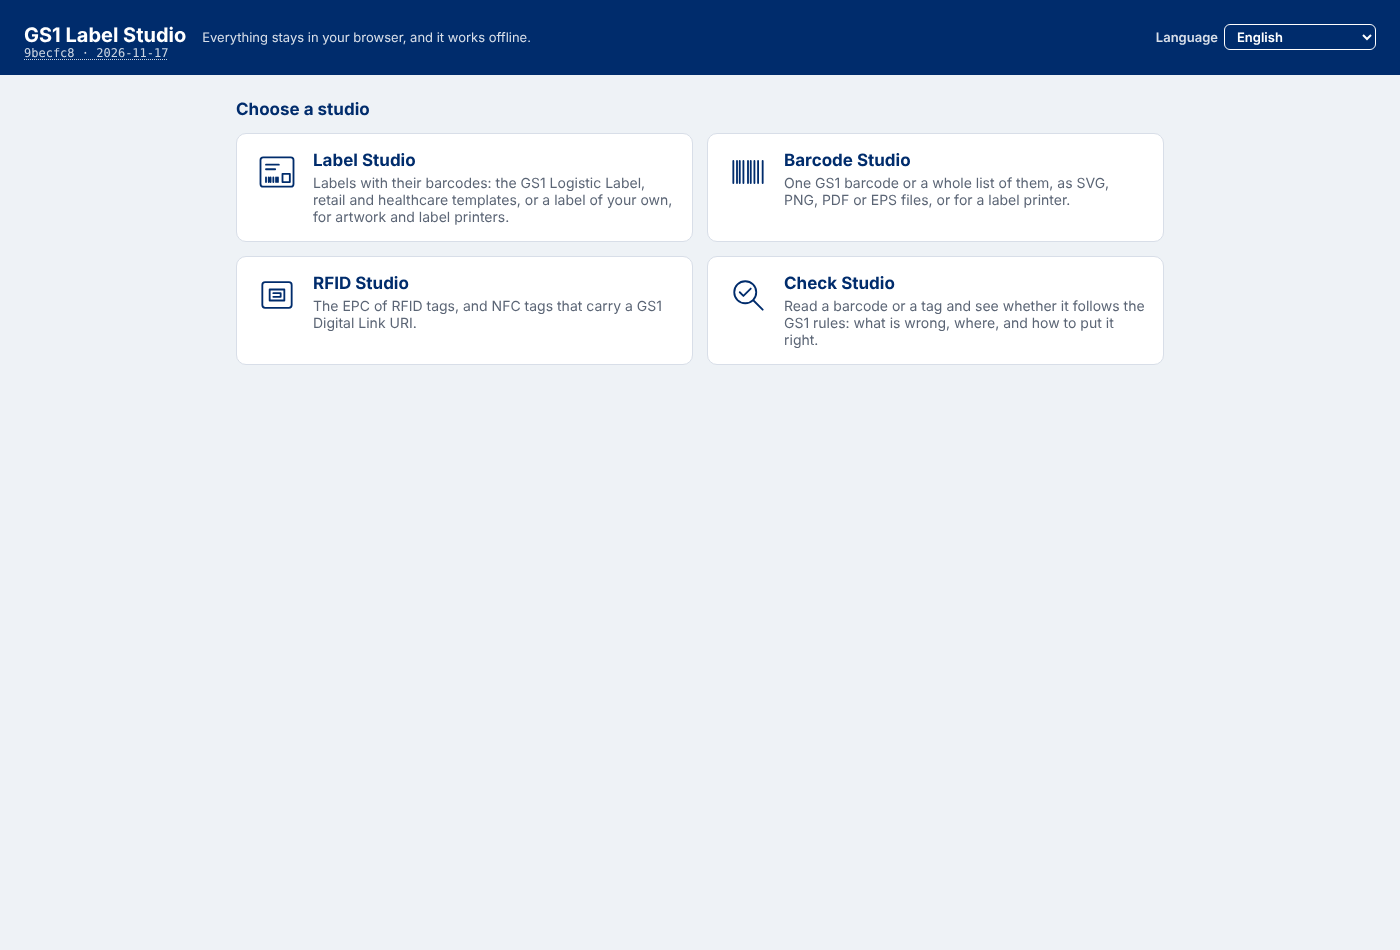 GS1 Label Studio
Everything stays in your browser, and it works offline.
9becfc8 · 2026-11-17
Language
English
Choose a studio
Label Studio
Labels with their barcodes: the GS1 Logistic Label,
retail and healthcare templates, or a label of your own,
for artwork and label printers.
Barcode Studio
One GS1 barcode or a whole list of them, as SVG,
PNG, PDF or EPS files, or for a label printer.
RFID Studio
The EPC of RFID tags, and NFC tags that carry a GS1
Digital Link URI.
Check Studio
Read a barcode or a tag and see whether it follows the
GS1 rules: what is wrong, where, and how to put it
right.